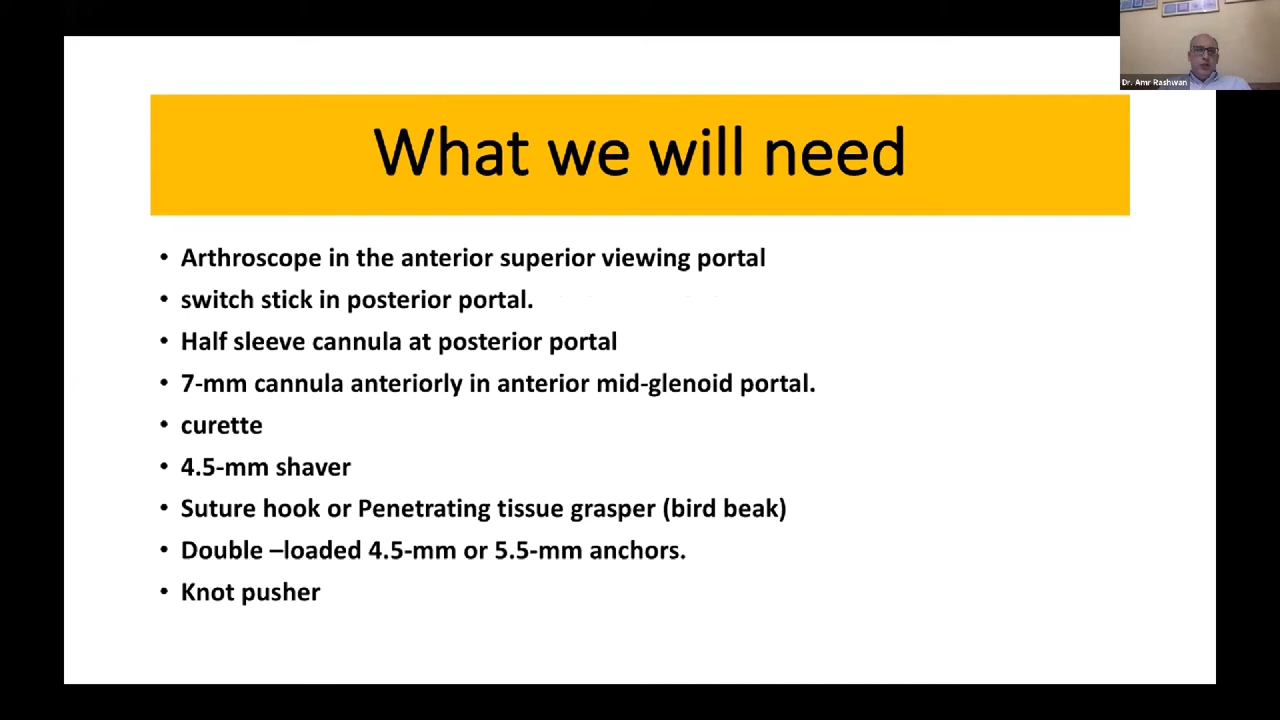 Dr. Amr Rashwan
What we will need
• Arthroscope in the anterior superior viewing portal
• switch stick in posterior portal.
• Half sleeve cannula at posterior portal
• 7-mm cannula anteriorly in anterior mid-glenoid portal.
• curette
• 4.5-mm shaver
• Suture hook or Penetrating tissue grasper (bird beak)
• Double –loaded 4.5-mm or 5.5-mm anchors.
• Knot pusher